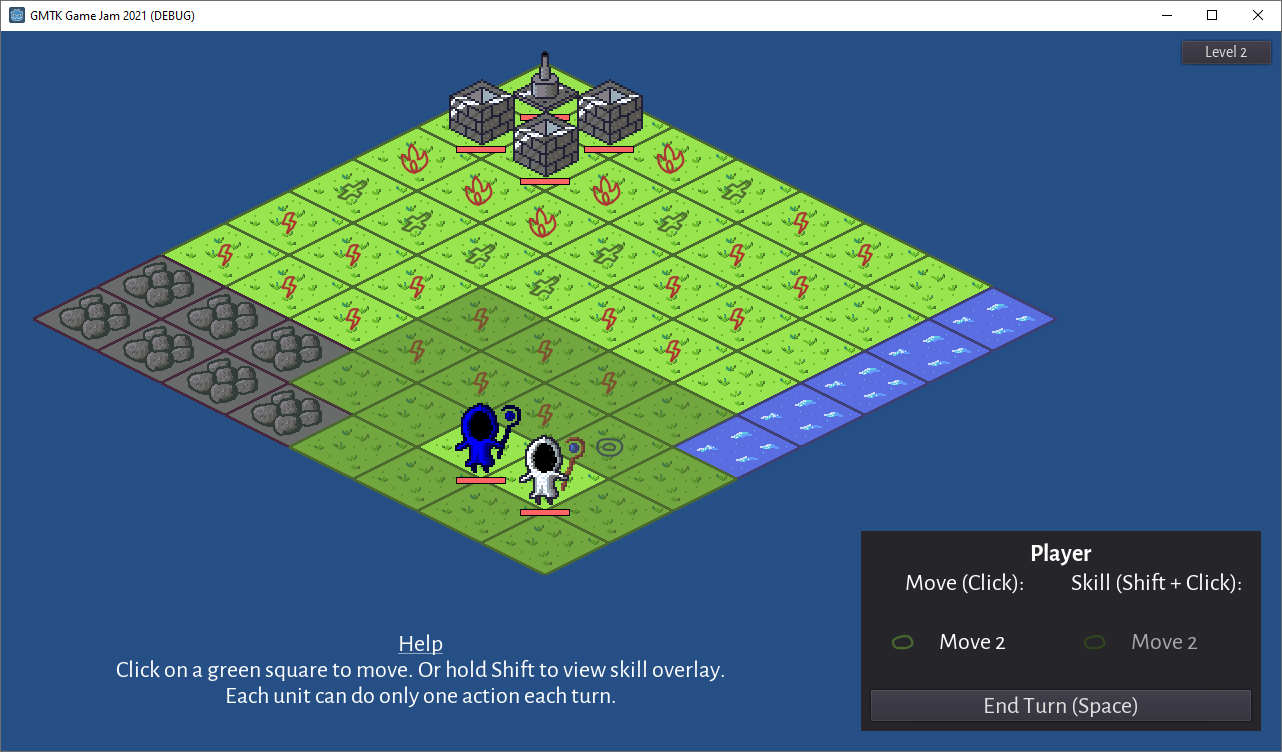 GMTK Game Jam 2021 (DEBUG)
Level 2
Player
Move (Click): Skill (Shift + Click):
Move 2 Move 2
End Turn (Space)
Help
Click on a green square to move. Or hold Shift to view skill overlay.
Each unit can do only one action each turn.